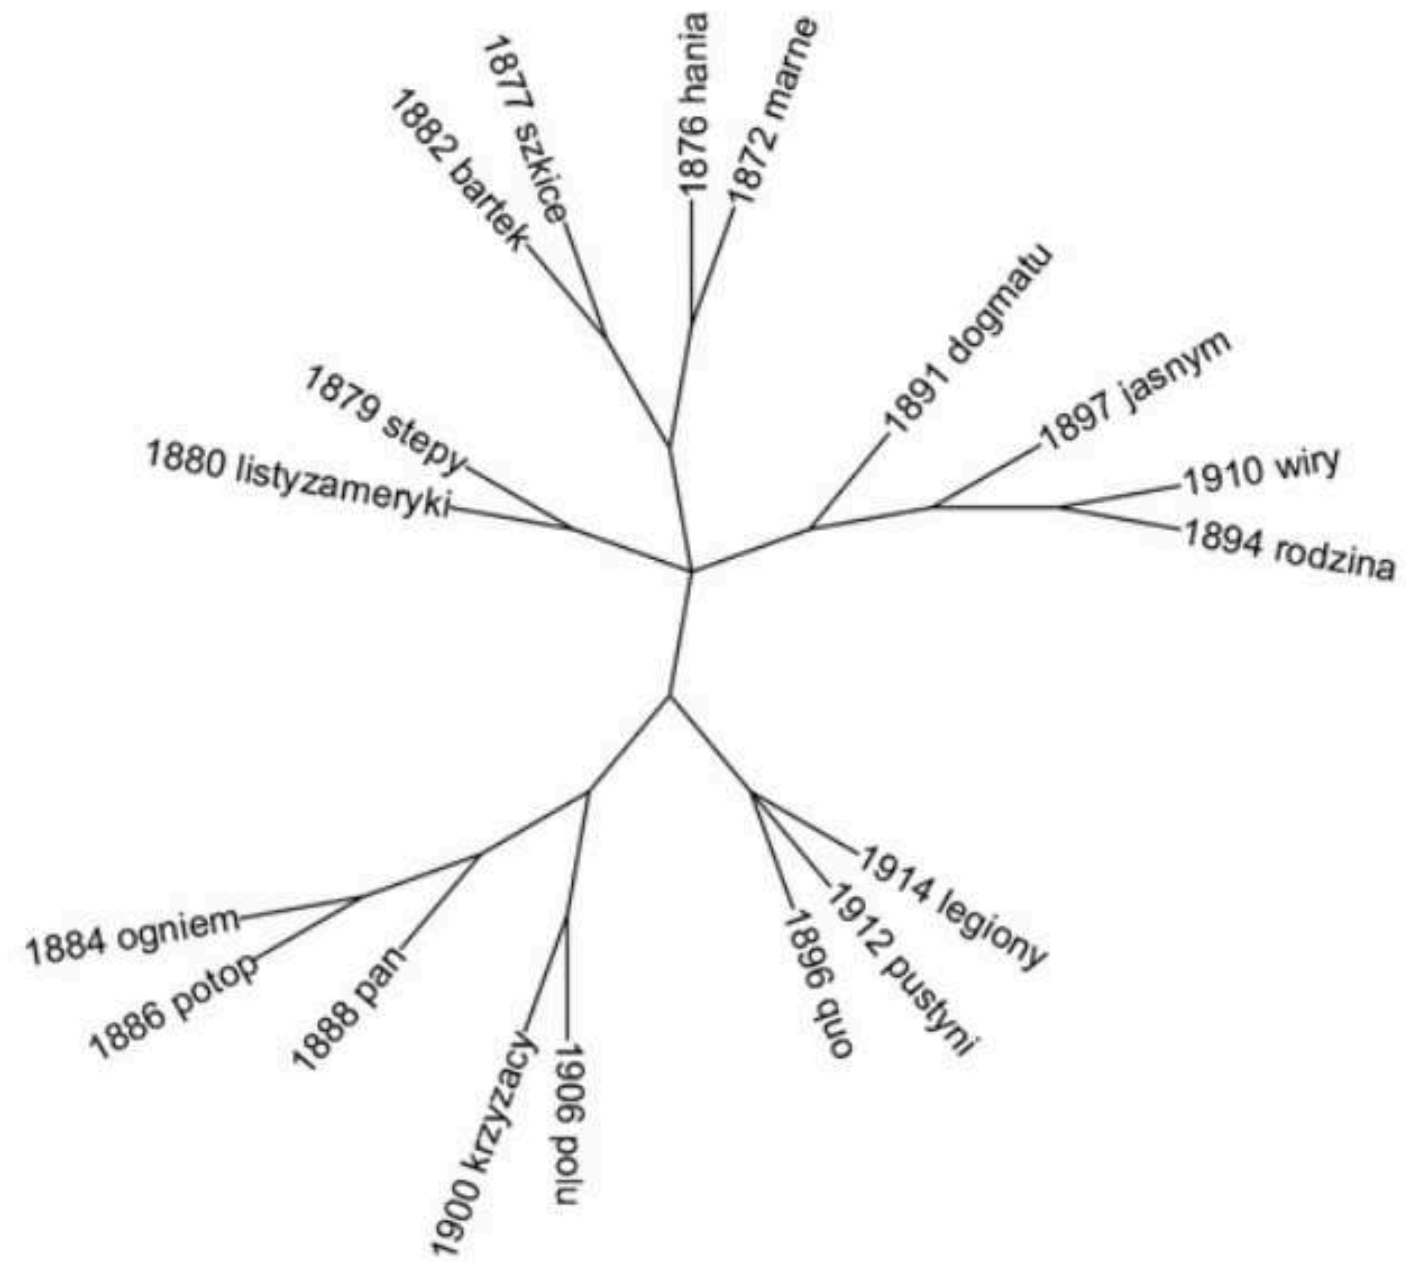 1876 hania
1872 marne
1877 szkice
1882 bartek
1891 dogmatu
1897 jasnym
1879 stepy
1880 listyzameryki
1910 wiry
1894 rodzina
1914 legiony
1912 pustyni
1896 quo
1884 ogniem
1886 potop
1888 pan
1900 krzyzacy
1906 polu